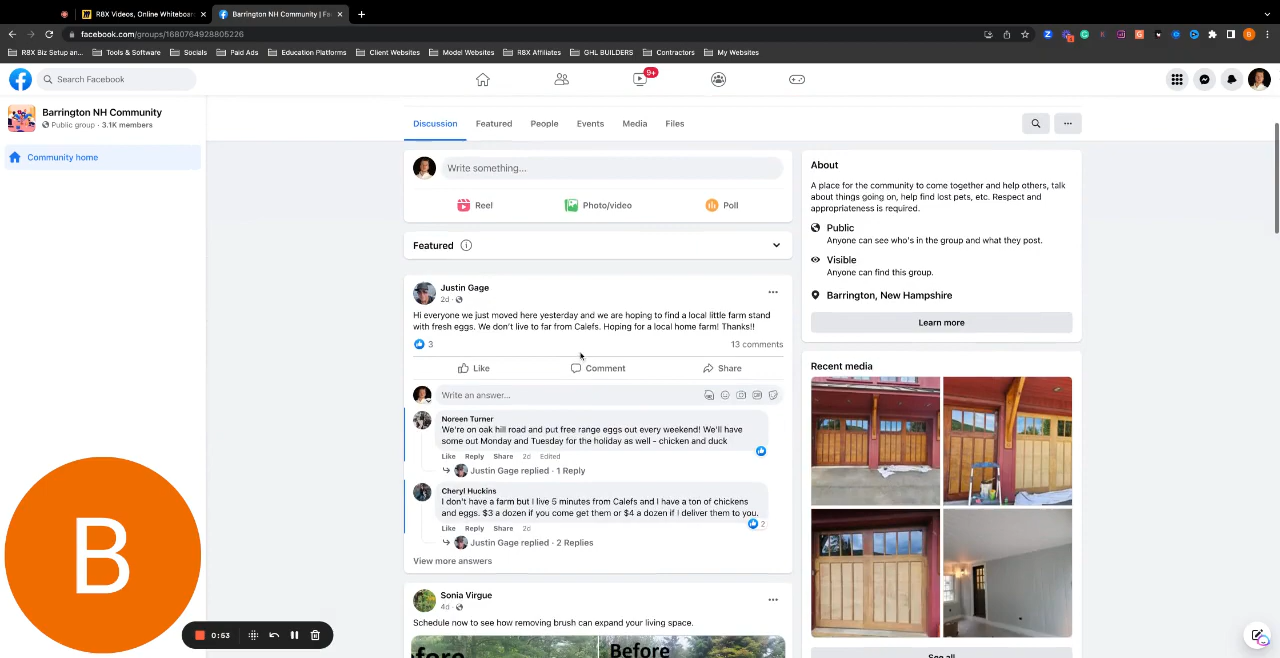 R8X Videos, Online Whiteboar
Barrington NH Community | Fa
facebook.com/groups/1680764928805226
R8X Biz Setup an...
Tools & Software
Socials
Paid Ads
Education Platforms
Client Websites
Model Websites
R8X Affiliates
GHL BUILDERS
Contractors
My Websites
Search Facebook
9+
Barrington NH Community
Public group · 3.1K members
Community home
Discussion
Featured
People
Events
Media
Files
Write something...
Reel
Photo/video
Poll
Featured
Justin Gage
2d ·
Hi everyone we just moved here yesterday and we are hoping to find a local little farm stand
with fresh eggs. We don't live to far from Calefs. Hoping for a local home farm! Thanks!!
3
13 comments
Like
Comment
Share
Write an answer...
Noreen Turner
We're on oak hill road and put free range eggs out every weekend! We'll have
some out Monday and Tuesday for the holiday as well - chicken and duck
Like Reply Share 2d Edited
Justin Gage replied · 1 Reply
Cheryl Huckins
I don't have a farm but I live 5 minutes from Calefs and I have a ton of chickens
and eggs. $3 a dozen if you come get them or $4 a dozen if I deliver them to you.
2
Like Reply Share 2d
Justin Gage replied · 2 Replies
View more answers
Sonia Virgue
4d ·
Schedule now to see how removing brush can expand your living space.
Before
About
A place for the community to come together and help others, talk
about things going on, help find lost pets, etc. Respect and
appropriateness is required.
Public
Anyone can see who's in the group and what they post.
Visible
Anyone can find this group.
Barrington, New Hampshire
Learn more
Recent media
See all
B
0:53